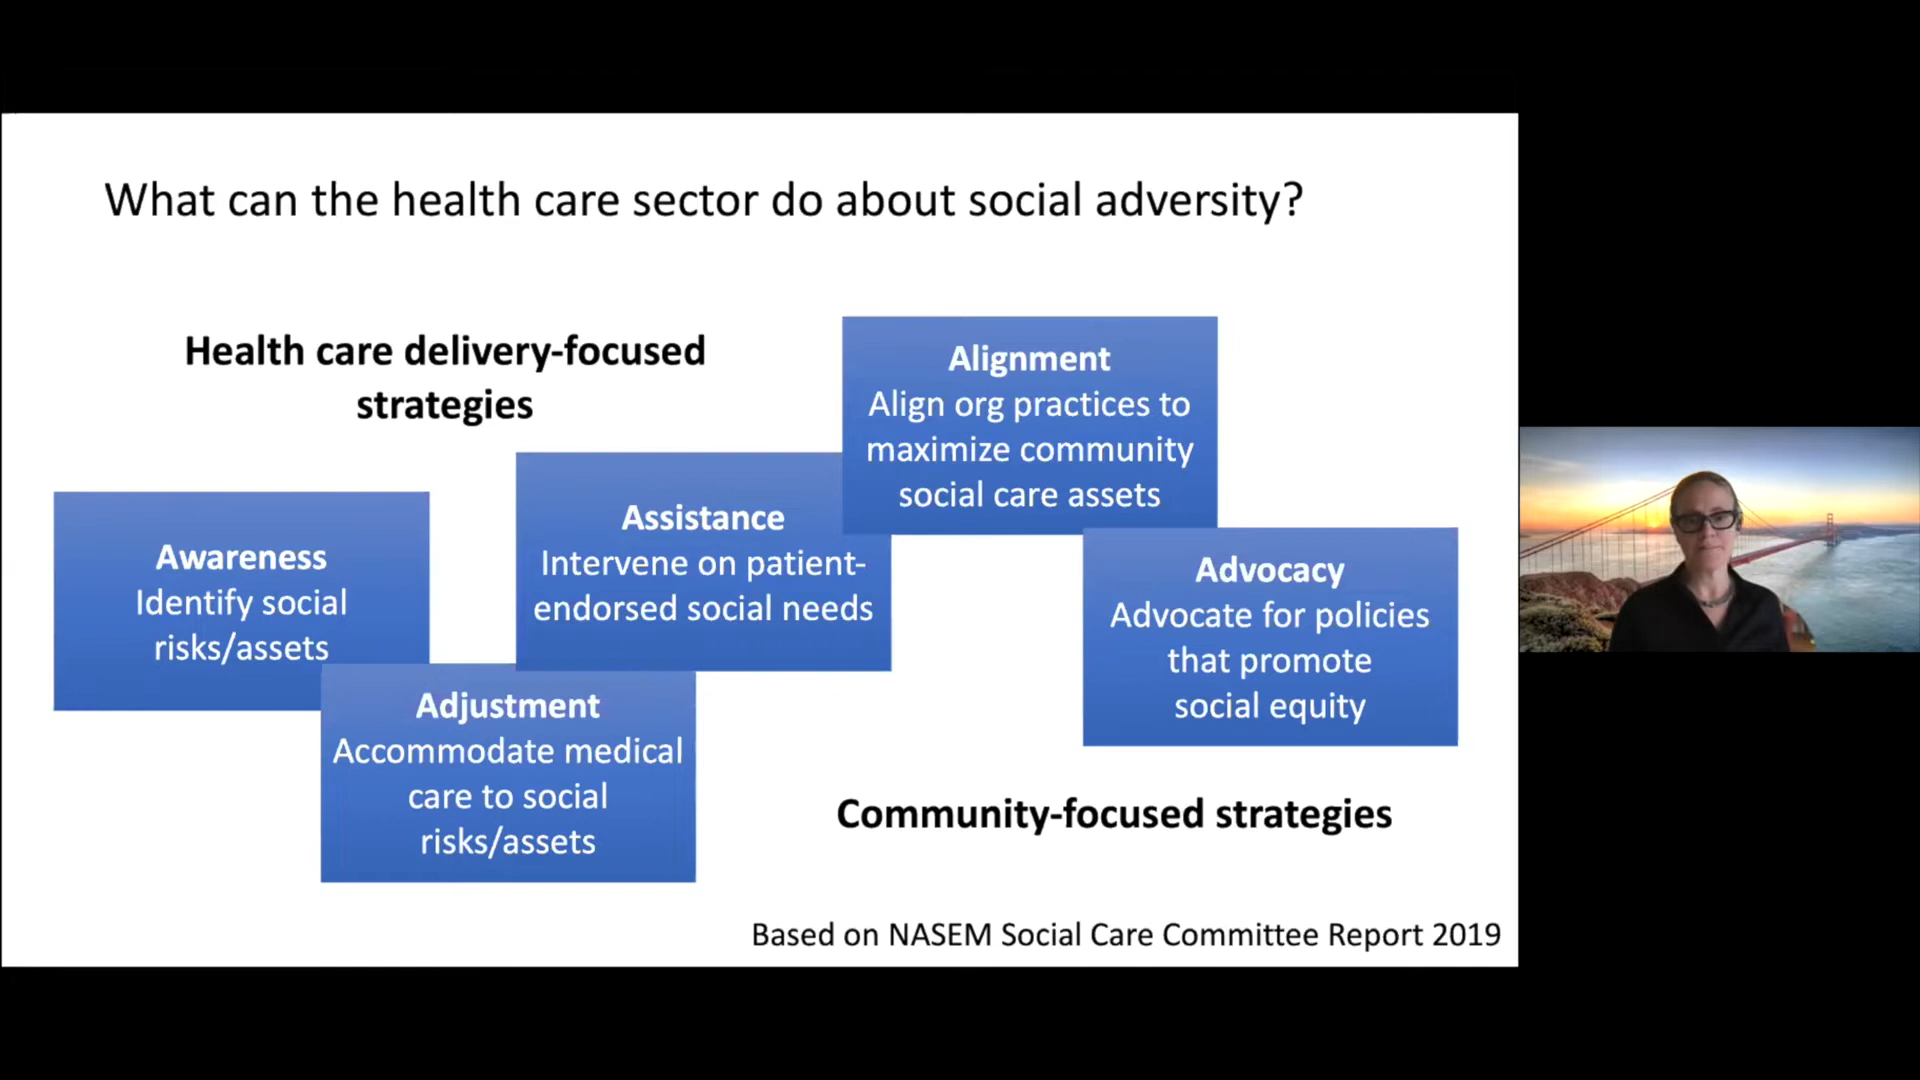 What can the health care sector do about social adversity?
Health care delivery-focused
strategies
Awareness
Identify social
risks/assets
Adjustment
Accommodate medical
care to social
risks/assets
Assistance
Intervene on patient-
endorsed social needs
Alignment
Align org practices to
maximize community
social care assets
Advocacy
Advocate for policies
that promote
social equity
Community-focused strategies
Based on NASEM Social Care Committee Report 2019